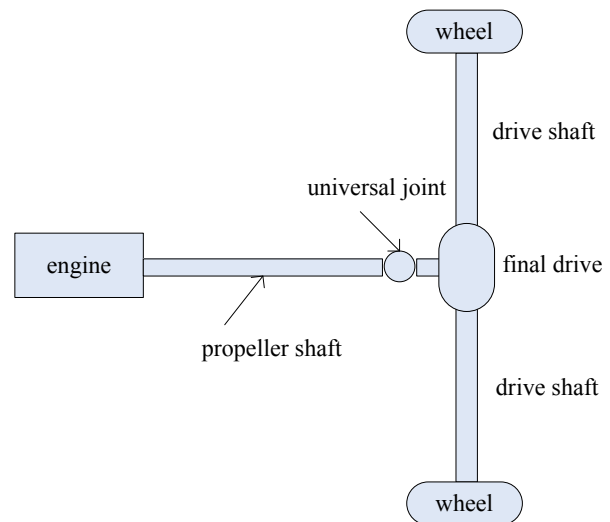 wheel
drive shaft
universal joint
engine
final drive
propeller shaft
drive shaft
wheel